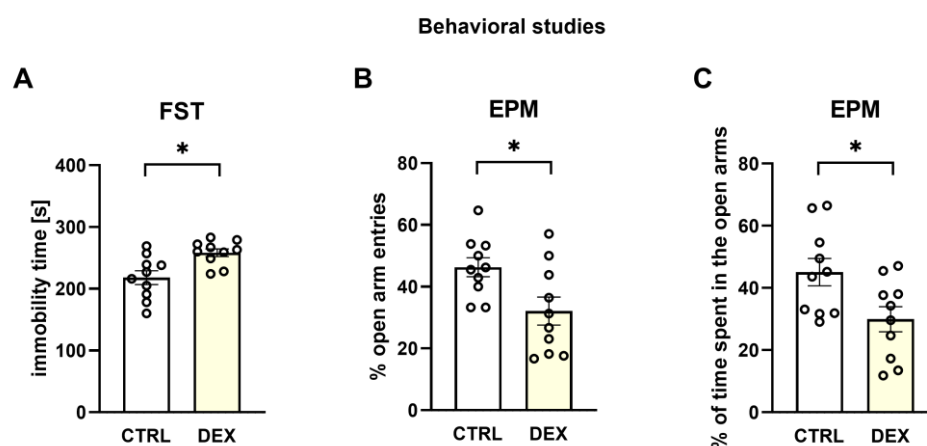 Behavioral studies
A
FST
*
immobility time [s]
400
300
200
100
0
CTRL DEX
B
EPM
*
% open arm entries
80
60
40
20
0
CTRL DEX
C
EPM
*
% of time spent in the open arms
80
60
40
20
0
CTRL DEX